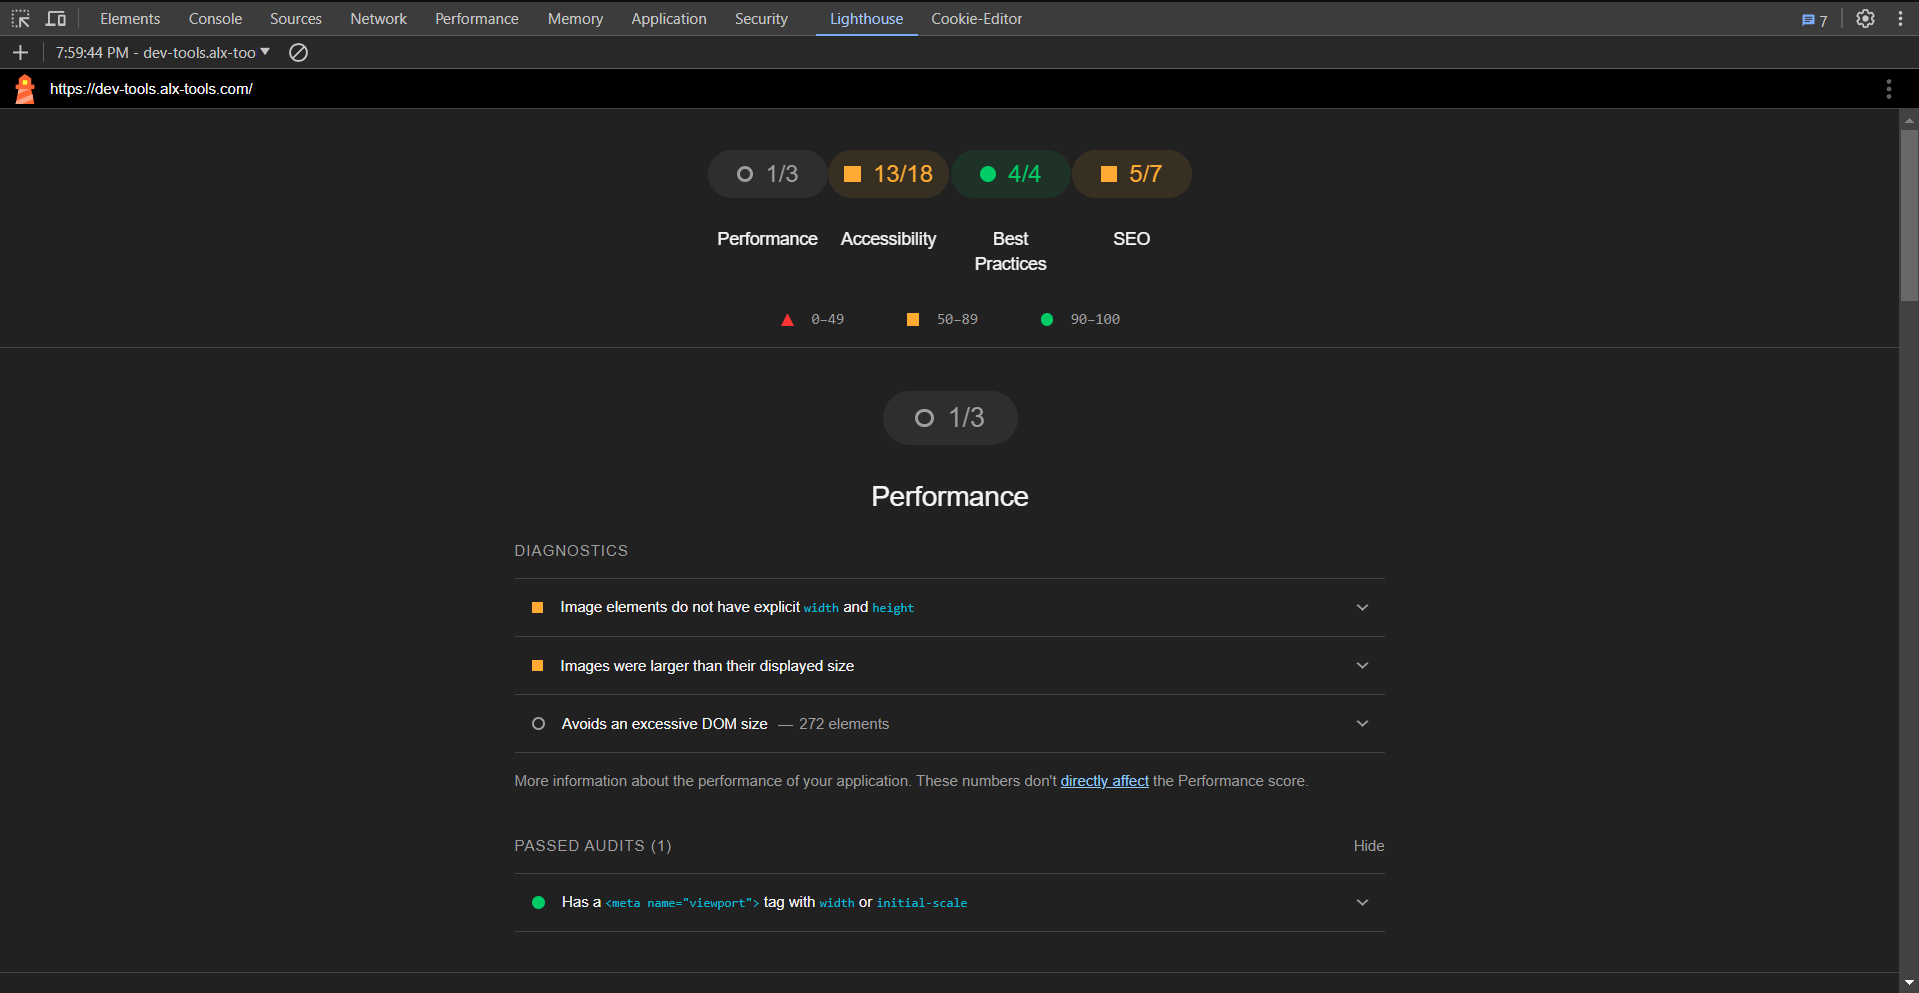 Elements Console Sources Network Performance Memory Application Security Lighthouse Cookie-Editor 7
7:59:44 PM - dev-tools.alx-too
https://dev-tools.alx-tools.com/
1/3 13/18 4/4 5/7
Performance Accessibility Best Practices SEO
0–49 50–89 90–100
1/3
Performance
DIAGNOSTICS
Image elements do not have explicit width and height
Images were larger than their displayed size
Avoids an excessive DOM size — 272 elements
More information about the performance of your application. These numbers don't directly affect the Performance score.
PASSED AUDITS (1) Hide
Has a <meta name="viewport"> tag with width or initial-scale